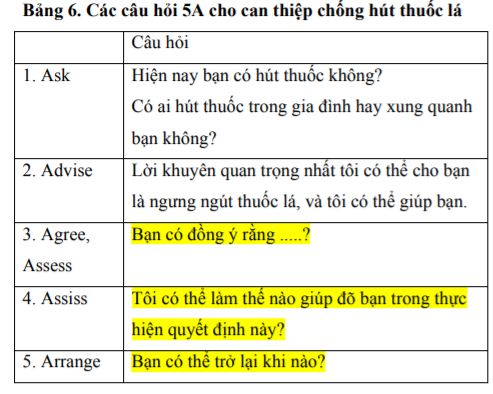 Bảng 6. Các câu hỏi 5A cho can thiệp chống hút thuốc lá
Câu hỏi
1. Ask
Hiện nay bạn có hút thuốc không?
Có ai hút thuốc trong gia đình hay xung quanh
bạn không?
2. Advise
Lời khuyên quan trọng nhất tôi có thể cho bạn
là ngưng ngút thuốc lá, và tôi có thể giúp bạn.
3. Agree,
Assess
Bạn có đồng ý rằng .....?
4. Assiss
Tôi có thể làm thế nào giúp đỡ bạn trong thực
hiện quyết định này?
5. Arrange
Bạn có thể trở lại khi nào?